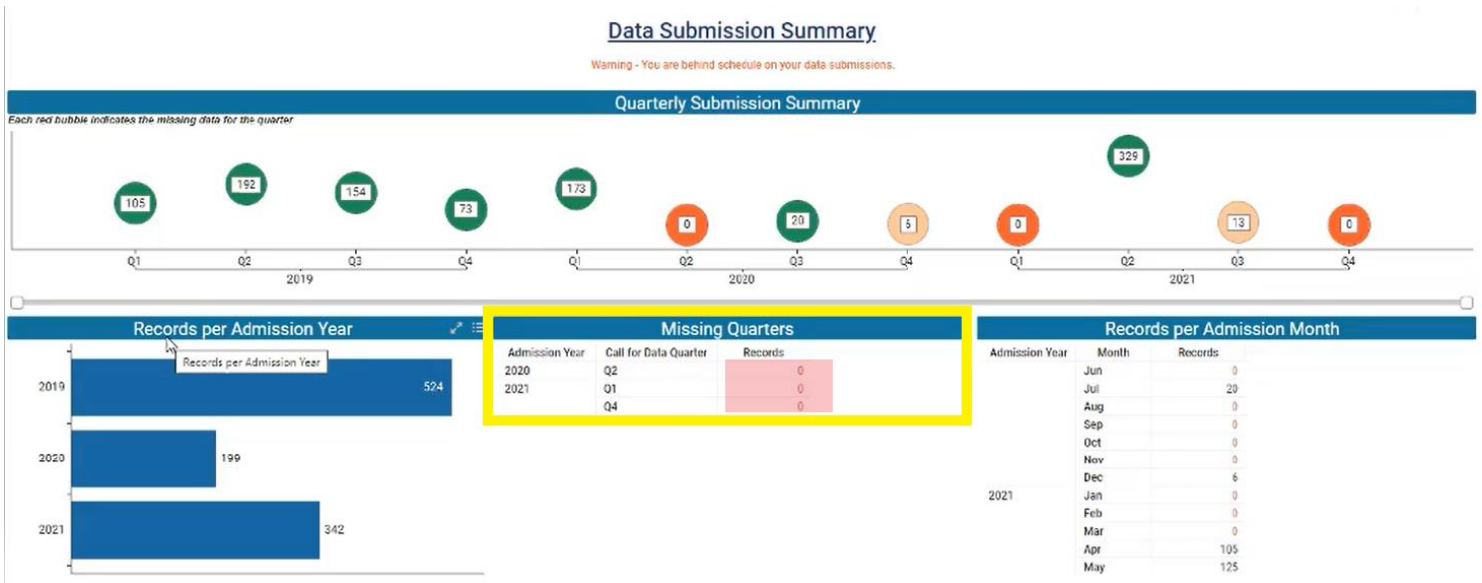 Data Submission Summary
Warning - You are behind schedule on your data submissions.
Quarterly Submission Summary
Each red bubble indicates the missing data for the quarter
105 192 154 73 173 0 20 6 0 329 13 0
Q1 Q2 Q3 Q4 Q1 Q2 Q3 Q4 Q1 Q2 Q3 Q4
2019 2020 2021
Records per Admission Year
Records per Admission Year
2019 524
2020 199
2021 342
Missing Quarters
Admission Year Call for Data Quarter Records
2020 Q2 0
2021 Q1 0
Q4 0
Records per Admission Month
Admission Year Month Records
Jun 0
Jul 20
Aug 0
Sep 0
Oct 0
Nov 0
Dec 6
2021 Jan 0
Feb 0
Mar 0
Apr 105
May 125